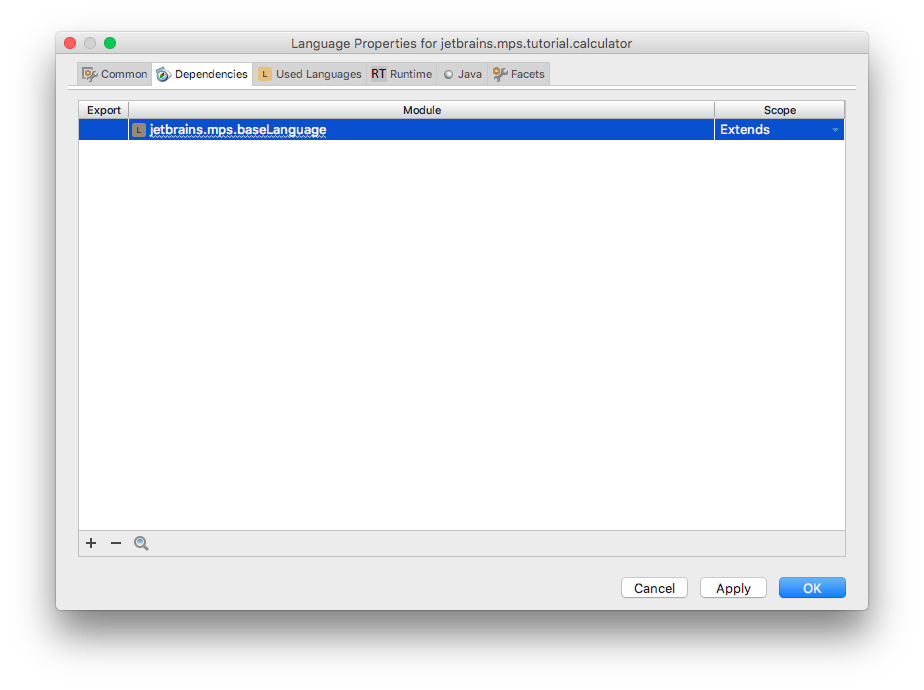 Language Properties for jetbrains.mps.tutorial.calculator
Common Dependencies L Used Languages RT Runtime Java Facets
Export Module Scope
L jetbrains.mps.baseLanguage Extends
Cancel Apply OK